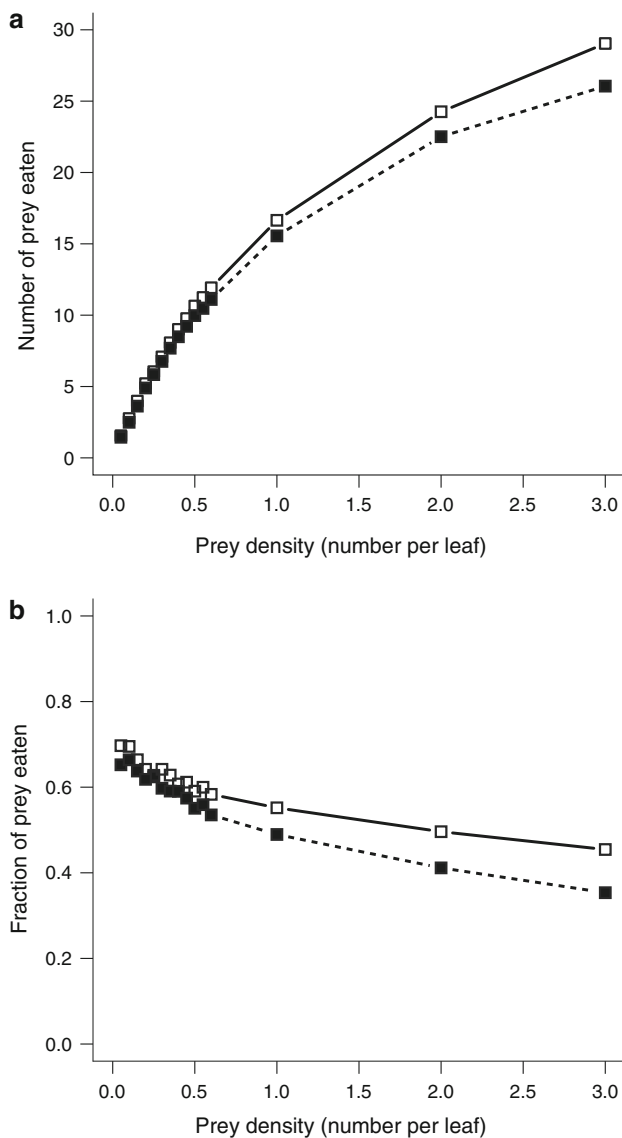 a
30
25
20
15
10
5
0
Number of prey eaten
0.0 0.5 1.0 1.5 2.0 2.5 3.0
Prey density (number per leaf)
b
1.0
0.8
0.6
0.4
0.2
0.0
Fraction of prey eaten
0.0 0.5 1.0 1.5 2.0 2.5 3.0
Prey density (number per leaf)